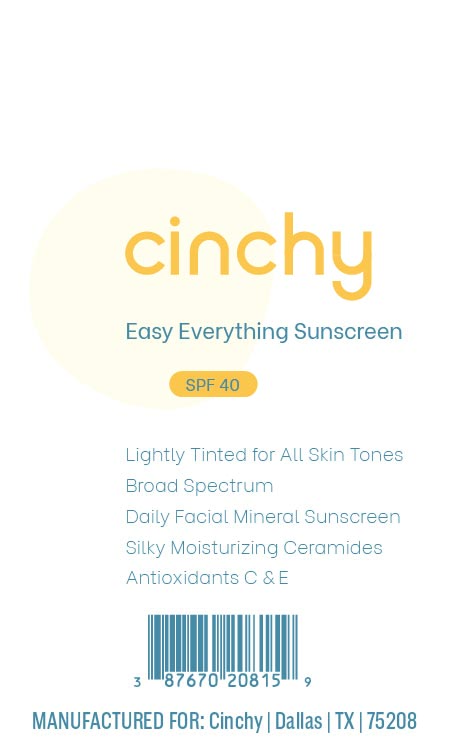 cinchy
Easy Everything Sunscreen
SPF 40
Lightly Tinted for All Skin Tones
Broad Spectrum
Daily Facial Mineral Sunscreen
Silky Moisturizing Ceramides
Antioxidants C & E
3 87670 20815 9
MANUFACTURED FOR: Cinchy | Dallas | TX | 75208